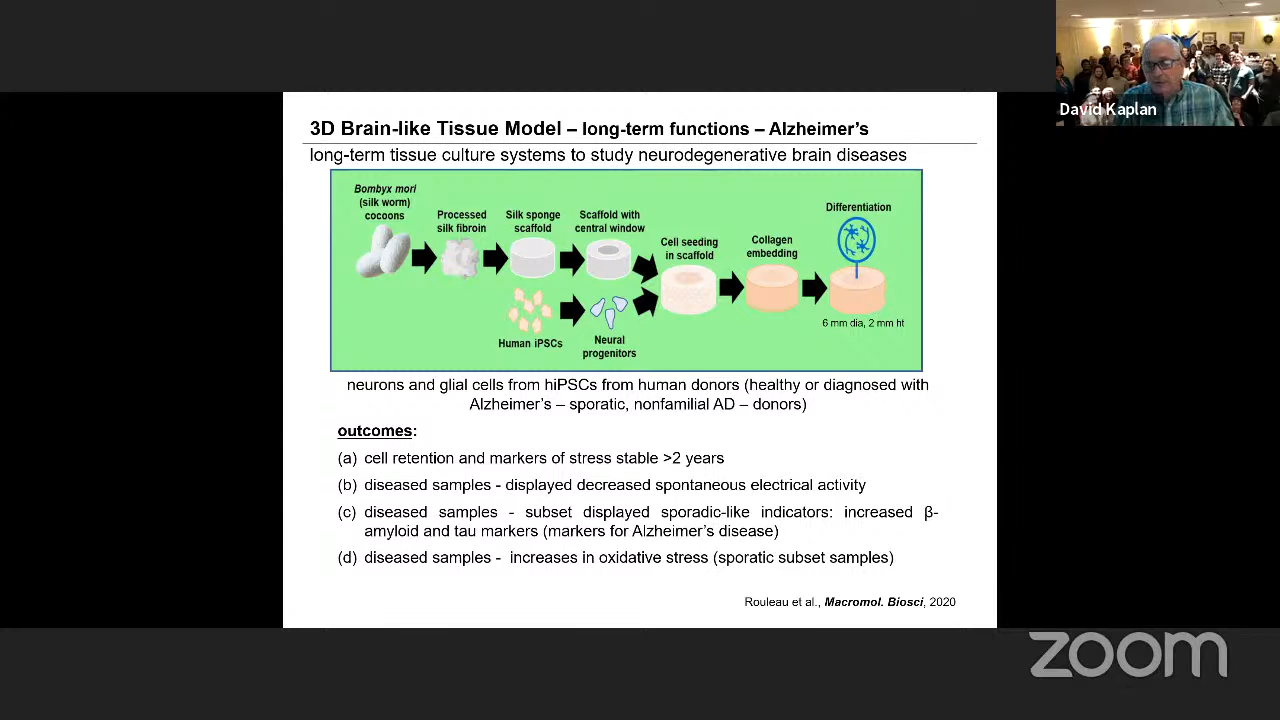 David Kaplan
3D Brain-like Tissue Model – long-term functions – Alzheimer's
long-term tissue culture systems to study neurodegenerative brain diseases
Bombyx mori
(silk worm)
cocoons
Processed
silk fibroin
Silk sponge
scaffold
Scaffold with
central window
Cell seeding
in scaffold
Collagen
embedding
Differentiation
6 mm dia, 2 mm ht
Human iPSCs
Neural
progenitors
neurons and glial cells from hiPSCs from human donors (healthy or diagnosed with
Alzheimer's – sporatic, nonfamilial AD – donors)
outcomes:
(a) cell retention and markers of stress stable >2 years
(b) diseased samples - displayed decreased spontaneous electrical activity
(c) diseased samples - subset displayed sporadic-like indicators: increased β-
amyloid and tau markers (markers for Alzheimer's disease)
(d) diseased samples - increases in oxidative stress (sporatic subset samples)
Rouleau et al., Macromol. Biosci, 2020
zoom